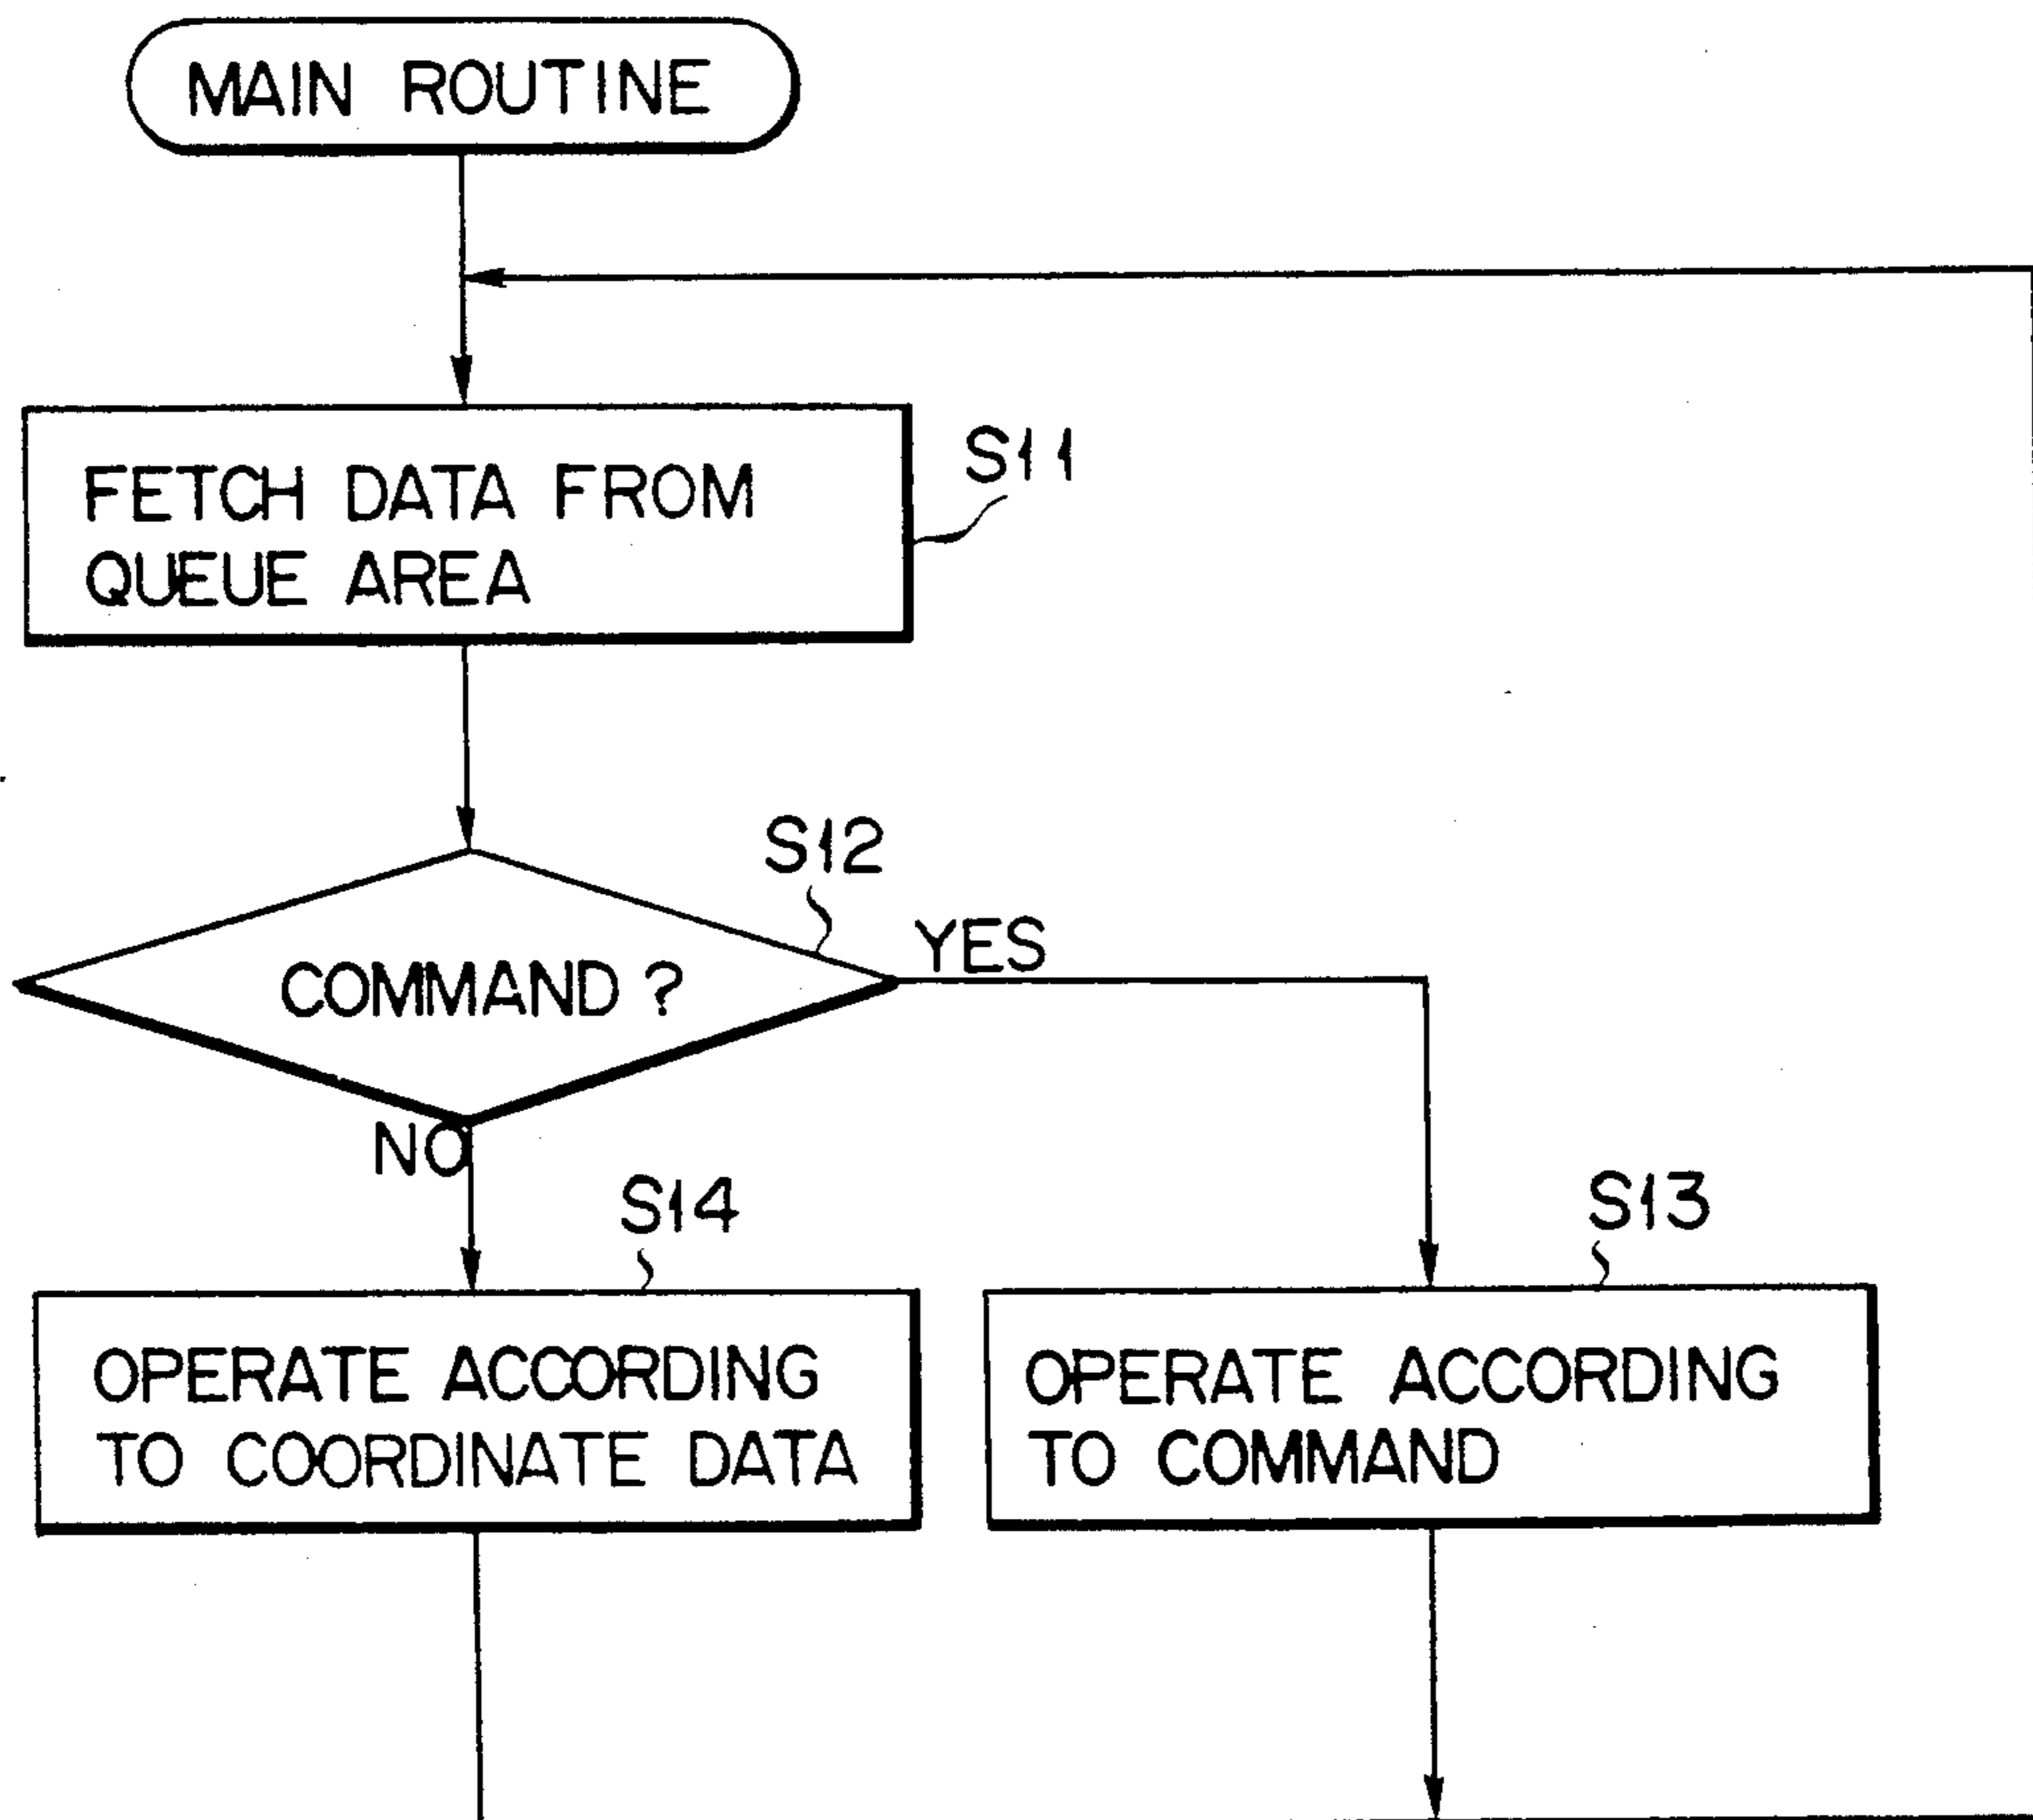 MAIN ROUTINE
FETCH DATA FROM
QUEUE AREA
S11
S12
COMMAND ?
YES
NO
S14
S13
OPERATE ACCORDING
TO COORDINATE DATA
OPERATE ACCORDING
TO COMMAND